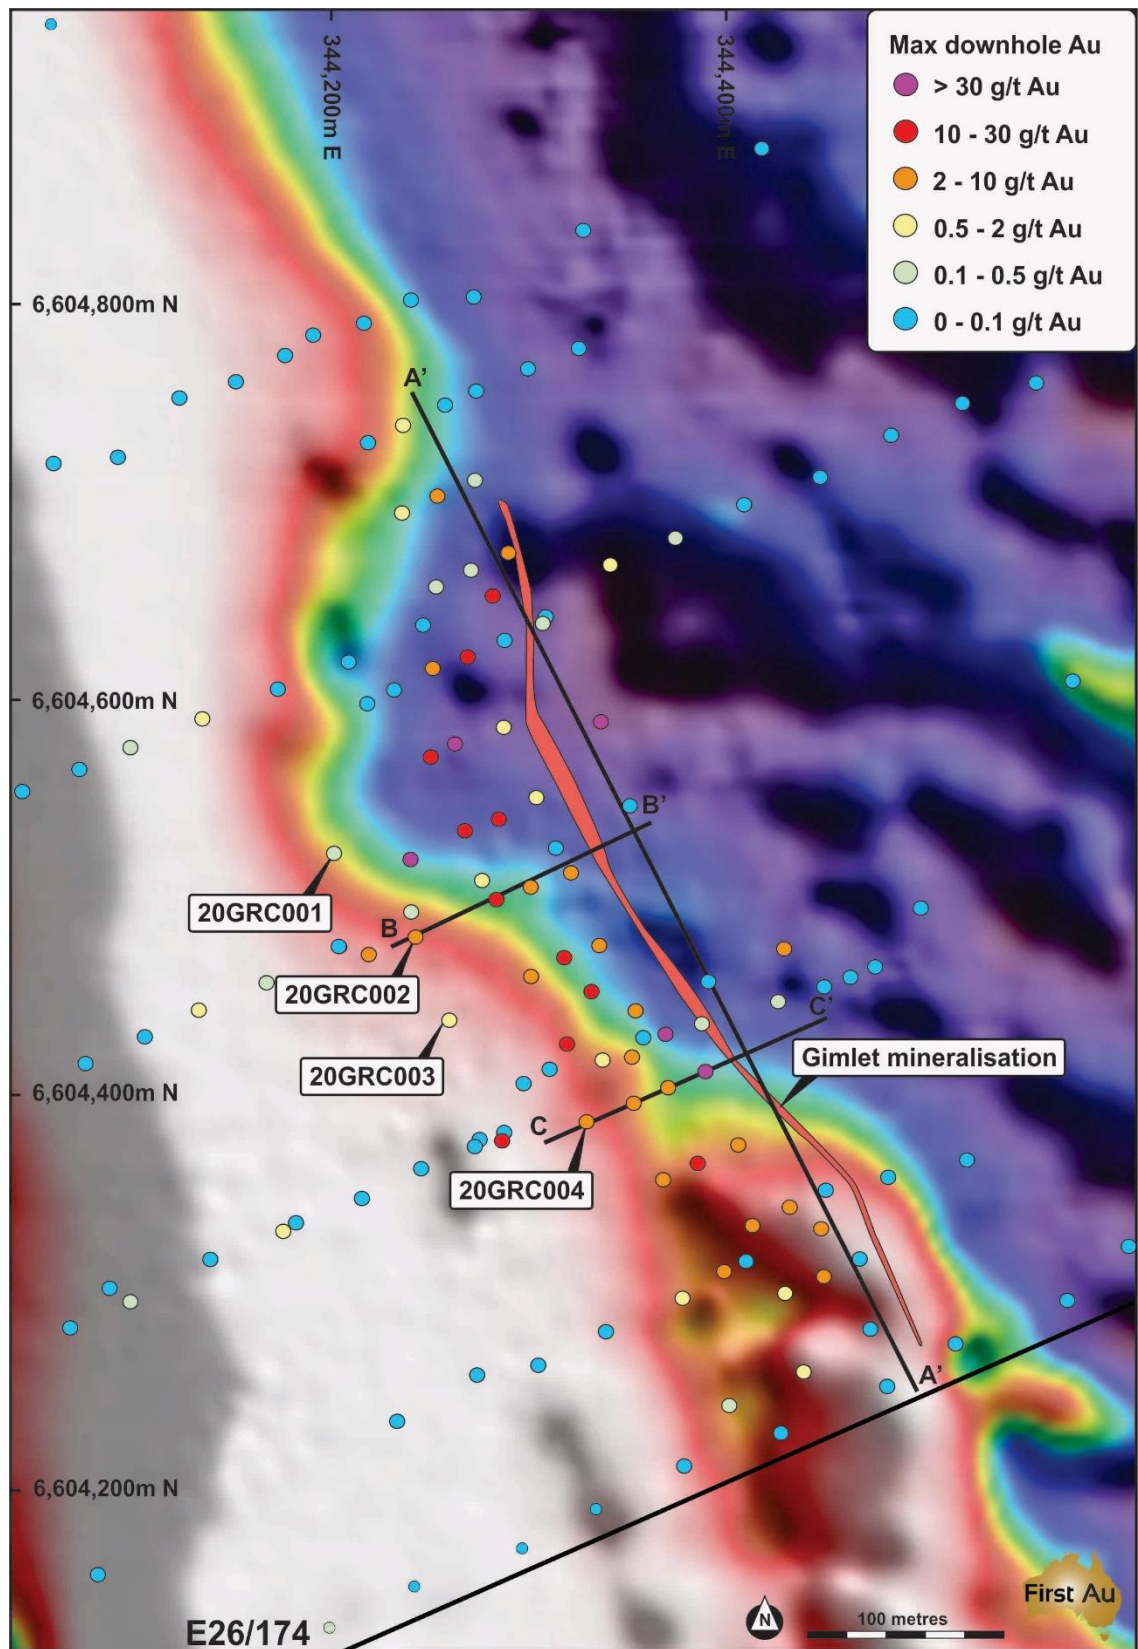 344,200m E
344,400m E
Max downhole Au
> 30 g/t Au
10 - 30 g/t Au
2 - 10 g/t Au
0.5 - 2 g/t Au
0.1 - 0.5 g/t Au
0 - 0.1 g/t Au
6,604,800m N
A'
6,604,600m N
B'
20GRC001
B
20GRC002
C'
20GRC003
Gimlet mineralisation
6,604,400m N
C
20GRC004
A'
6,604,200m N
First Au
N
100 metres
E26/174